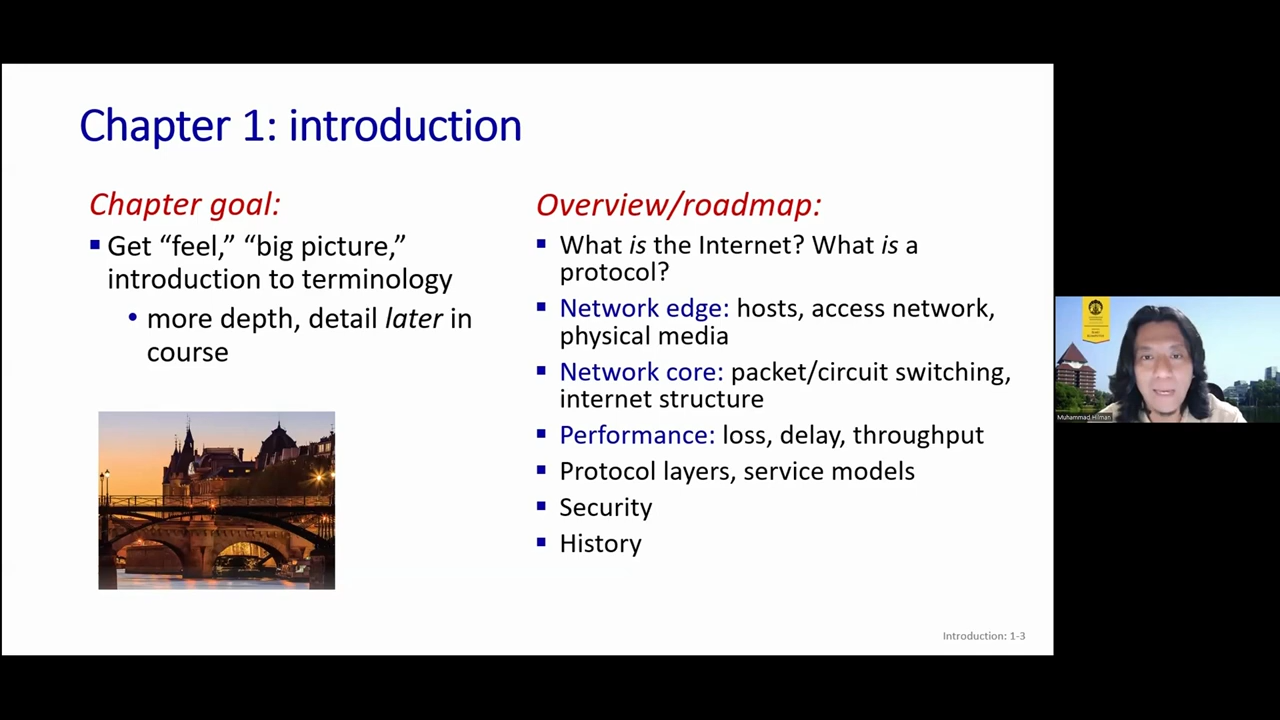 Chapter 1: introduction
Chapter goal:
▪ Get “feel,” “big picture,”
introduction to terminology
• more depth, detail later in
course
Overview/roadmap:
▪ What is the Internet? What is a
protocol?
▪ Network edge: hosts, access network,
physical media
▪ Network core: packet/circuit switching,
internet structure
▪ Performance: loss, delay, throughput
▪ Protocol layers, service models
▪ Security
▪ History
Introduction: 1-3
Muhammad Hilman